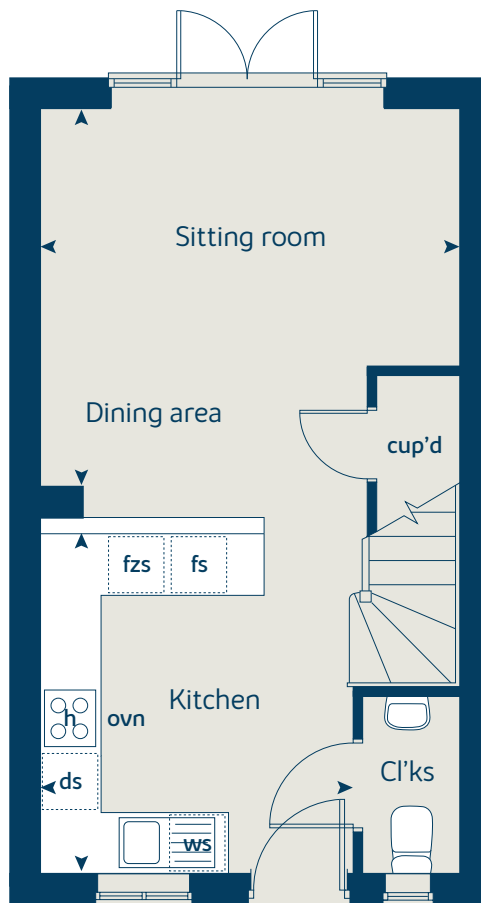 Sitting room
Dining area
cup'd
fzs fs
Kitchen
h ovn
Cl'ks
ds
ws